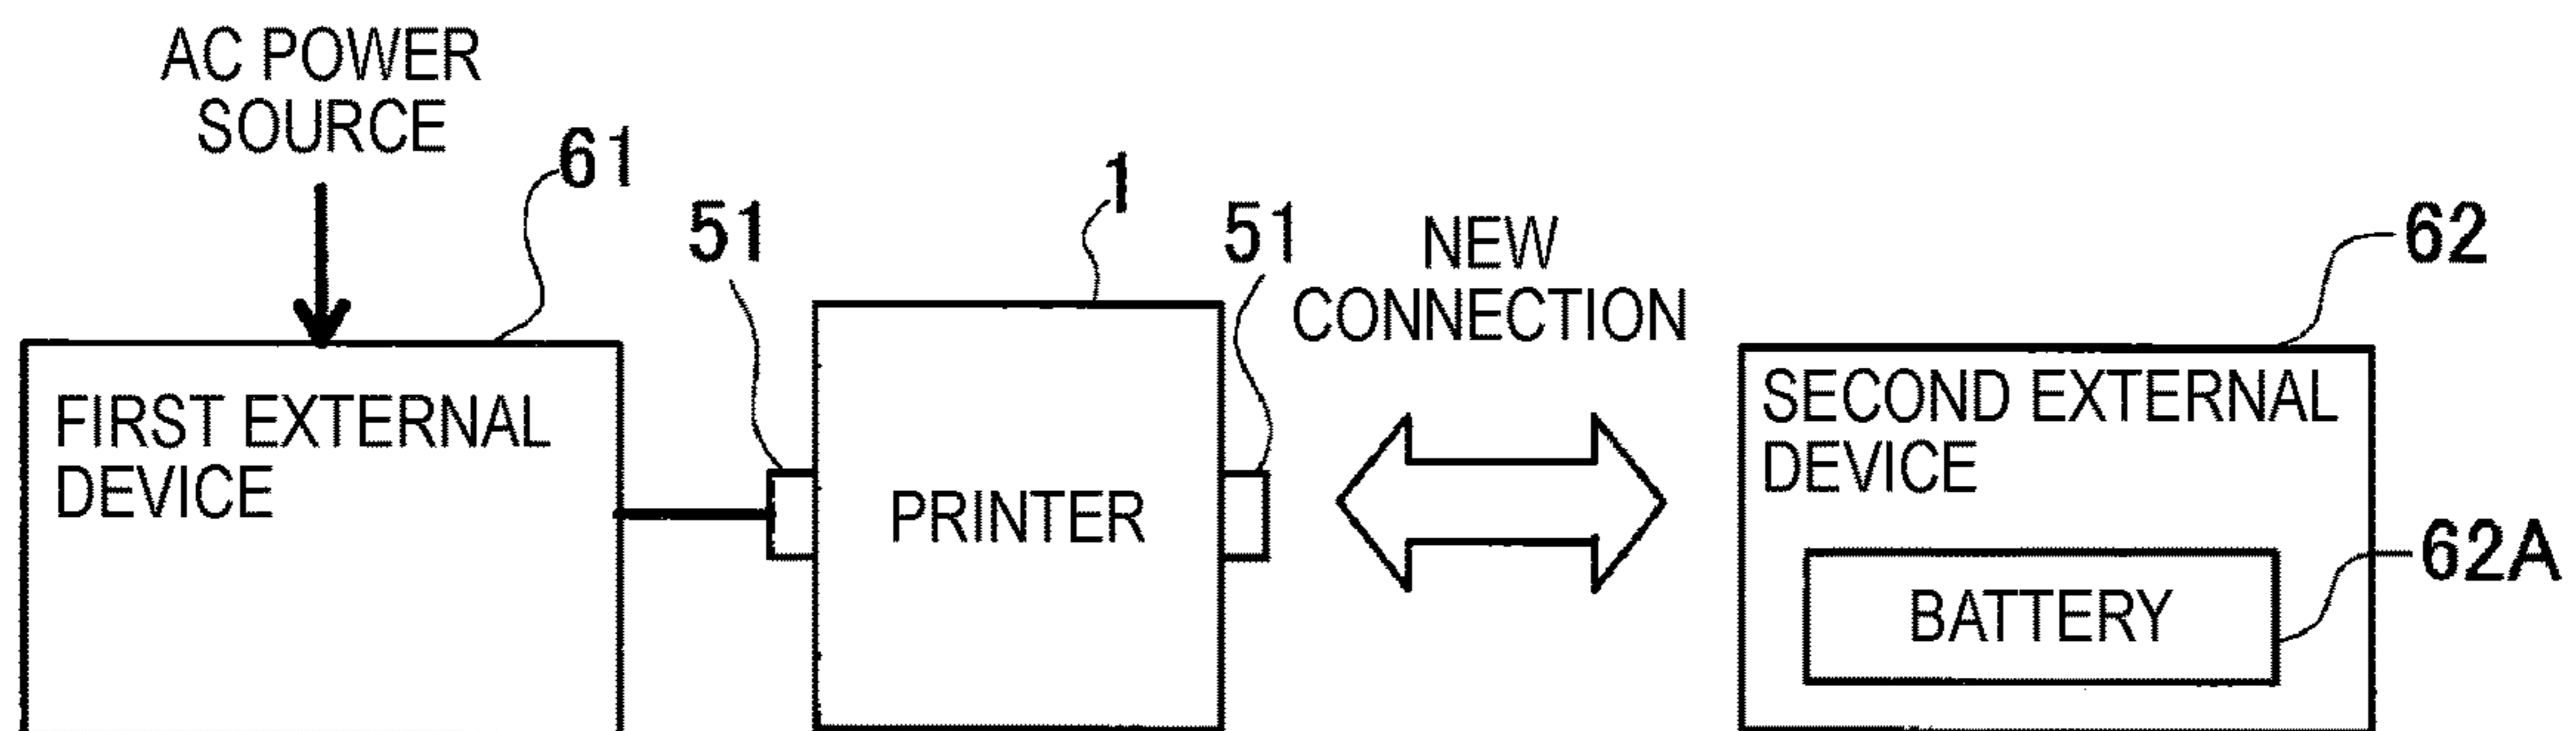 AC POWER
SOURCE
61
51
1
51
NEW
CONNECTION
62
FIRST EXTERNAL
DEVICE
PRINTER
SECOND EXTERNAL
DEVICE
62A
BATTERY